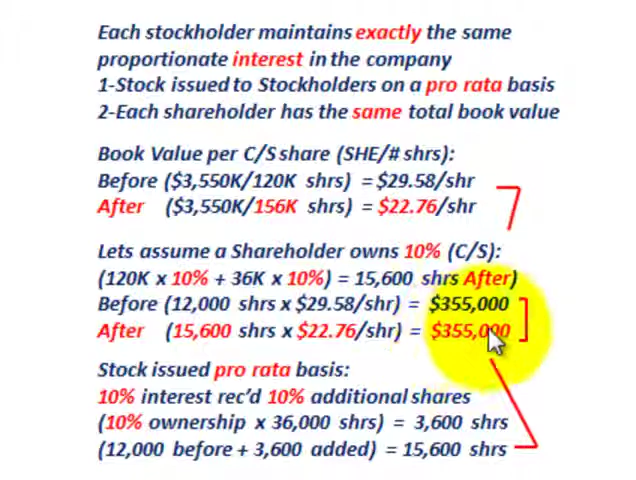 Each stockholder maintains exactly the same
proportionate interest in the company
1-Stock issued to Stockholders on a pro rata basis
2-Each shareholder has the same total book value
Book Value per C/S share (SHE/# shrs):
Before ($3,550K/120K shrs) = $29.58/shr
After ($3,550K/156K shrs) = $22.76/shr
Lets assume a Shareholder owns 10% (C/S):
(120K x 10% + 36K x 10%) = 15,600 shrs After)
Before (12,000 shrs x $29.58/shr) = $355,000
After (15,600 shrs x $22.76/shr) = $355,000
Stock issued pro rata basis:
10% interest rec'd 10% additional shares
(10% ownership x 36,000 shrs) = 3,600 shrs
(12,000 before + 3,600 added) = 15,600 shrs